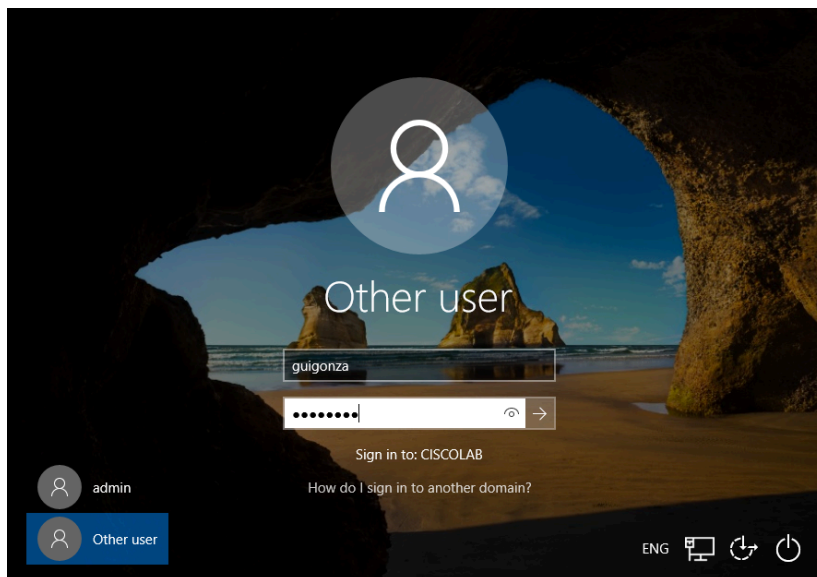 Other user
guigonza
Sign in to: CISCOLAB
How do I sign in to another domain?
admin
Other user
ENG